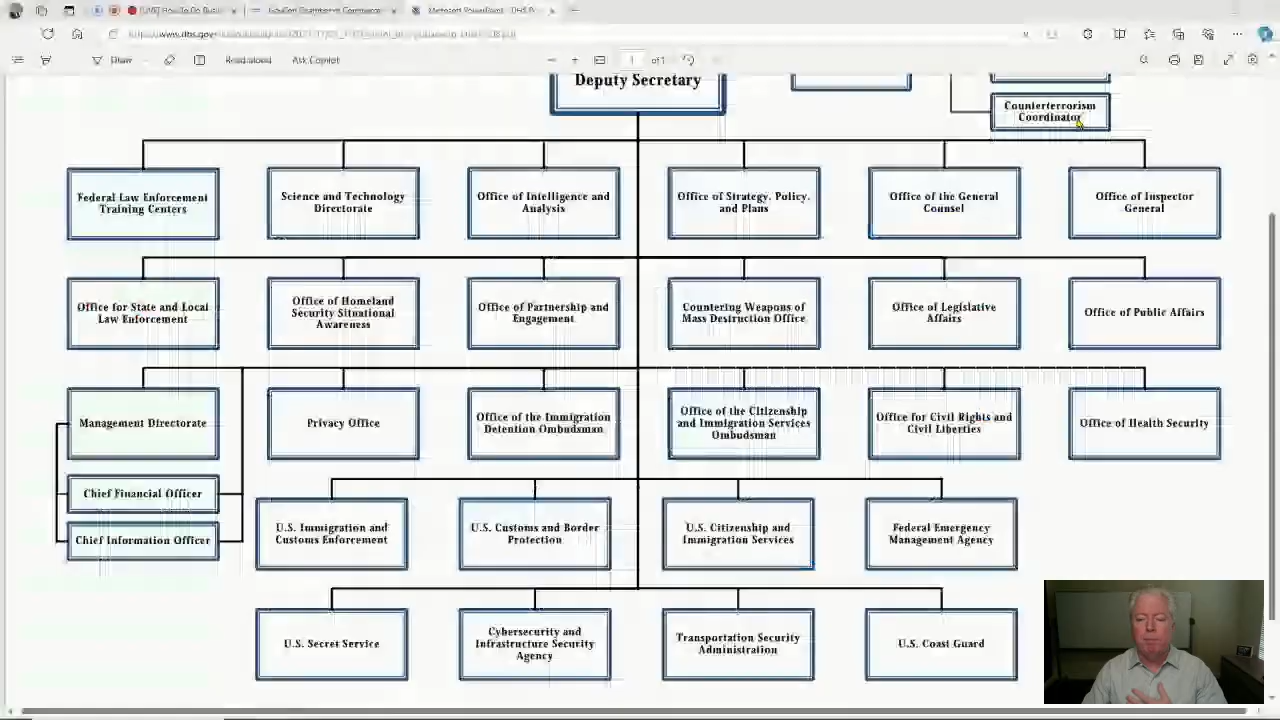 Draw
Read aloud
Ask Copilot
1
of 1
Deputy Secretary
Counterterrorism
Coordinator
Federal Law Enforcement
Training Centers
Science and Technology
Directorate
Office of Intelligence and
Analysis
Office of Strategy, Policy,
and Plans
Office of the General
Counsel
Office of Inspector
General
Office for State and Local
Law Enforcement
Office of Homeland
Security Situational
Awareness
Office of Partnership and
Engagement
Countering Weapons of
Mass Destruction Office
Office of Legislative
Affairs
Office of Public Affairs
Management Directorate
Privacy Office
Office of the Immigration
Detention Ombudsman
Office of the Citizenship
and Immigration Services
Ombudsman
Office for Civil Rights and
Civil Liberties
Office of Health Security
Chief Financial Officer
Chief Information Officer
U.S. Immigration and
Customs Enforcement
U.S. Customs and Border
Protection
U.S. Citizenship and
Immigration Services
Federal Emergency
Management Agency
U.S. Secret Service
Cybersecurity and
Infrastructure Security
Agency
Transportation Security
Administration
U.S. Coast Guard